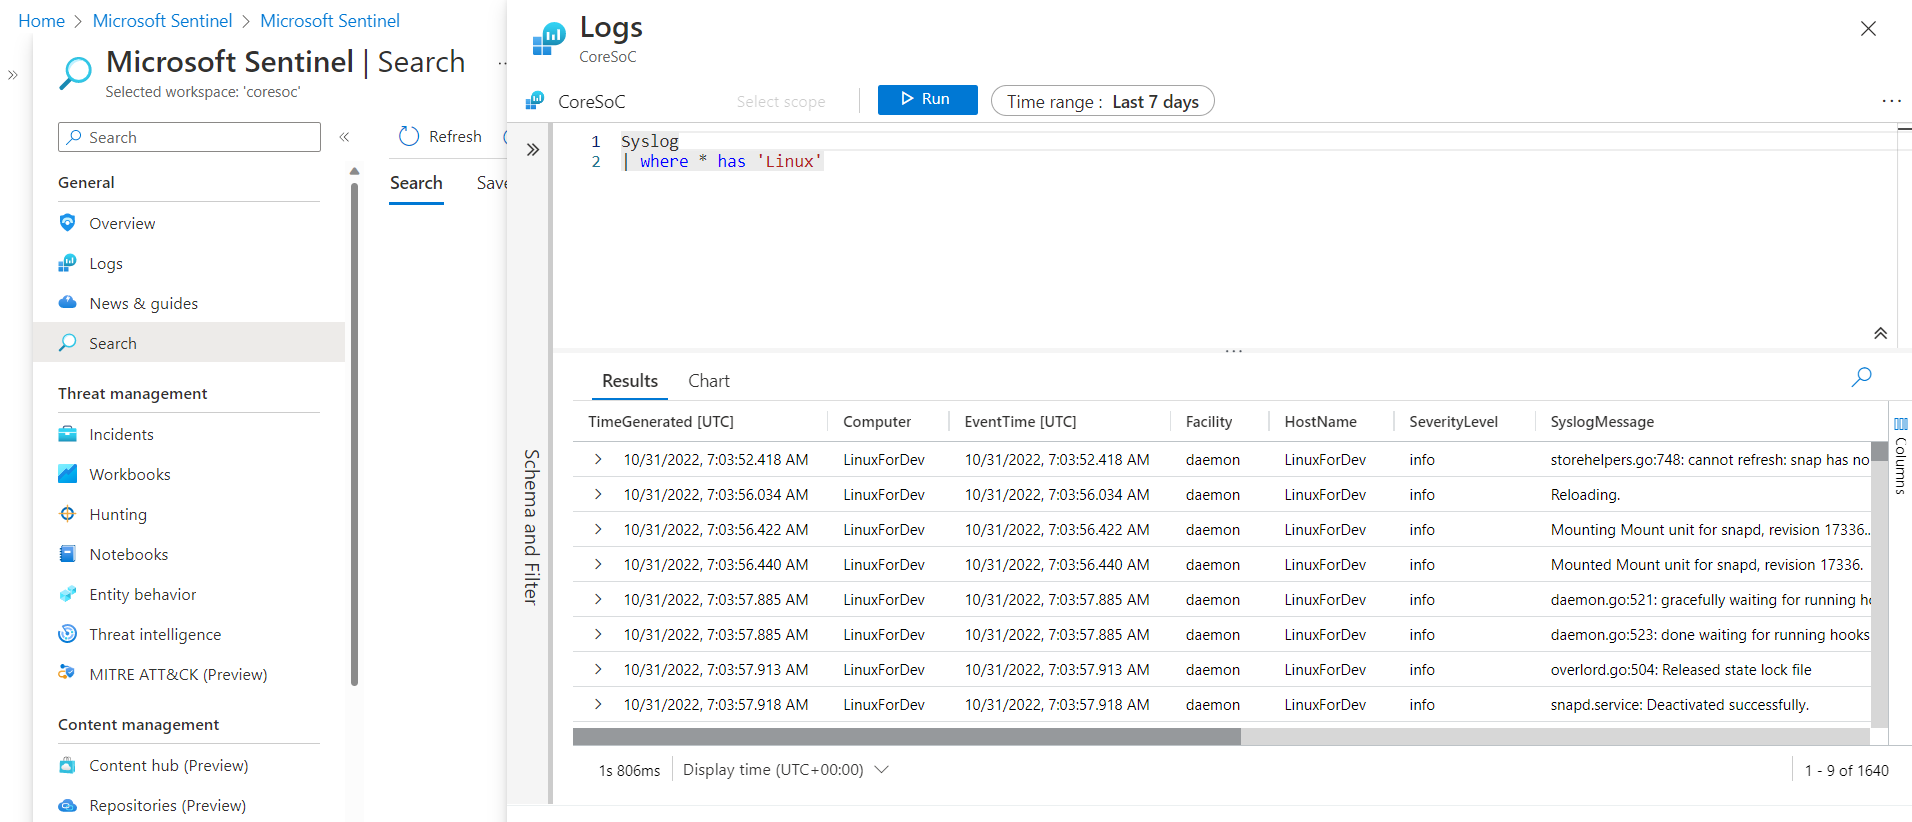 Home > Microsoft Sentinel > Microsoft Sentinel
Microsoft Sentinel | Search ...
Selected workspace: 'coresoc'
Search
General
Overview
Logs
News & guides
Search
Threat management
Incidents
Workbooks
Hunting
Notebooks
Entity behavior
Threat intelligence
MITRE ATT&CK (Preview)
Content management
Content hub (Preview)
Repositories (Preview)
Refresh
Search
Logs
CoreSoC
CoreSoC Select scope Run Time range : Last 7 days ...
1 Syslog
2 | where * has 'Linux'
Schema and Filter
Results Chart
TimeGenerated [UTC] Computer EventTime [UTC] Facility HostName SeverityLevel SyslogMessage
10/31/2022, 7:03:52.418 AM LinuxForDev 10/31/2022, 7:03:52.418 AM daemon LinuxForDev info storehelpers.go:748: cannot refresh: snap has no
10/31/2022, 7:03:56.034 AM LinuxForDev 10/31/2022, 7:03:56.034 AM daemon LinuxForDev info Reloading.
10/31/2022, 7:03:56.422 AM LinuxForDev 10/31/2022, 7:03:56.422 AM daemon LinuxForDev info Mounting Mount unit for snapd, revision 17336..
10/31/2022, 7:03:56.440 AM LinuxForDev 10/31/2022, 7:03:56.440 AM daemon LinuxForDev info Mounted Mount unit for snapd, revision 17336.
10/31/2022, 7:03:57.885 AM LinuxForDev 10/31/2022, 7:03:57.885 AM daemon LinuxForDev info daemon.go:521: gracefully waiting for running
10/31/2022, 7:03:57.885 AM LinuxForDev 10/31/2022, 7:03:57.885 AM daemon LinuxForDev info daemon.go:523: done waiting for running hooks
10/31/2022, 7:03:57.913 AM LinuxForDev 10/31/2022, 7:03:57.913 AM daemon LinuxForDev info overlord.go:504: Released state lock file
10/31/2022, 7:03:57.918 AM LinuxForDev 10/31/2022, 7:03:57.918 AM daemon LinuxForDev info snapd.service: Deactivated successfully.
Columns
1s 806ms Display time (UTC+00:00) 1 - 9 of 1640